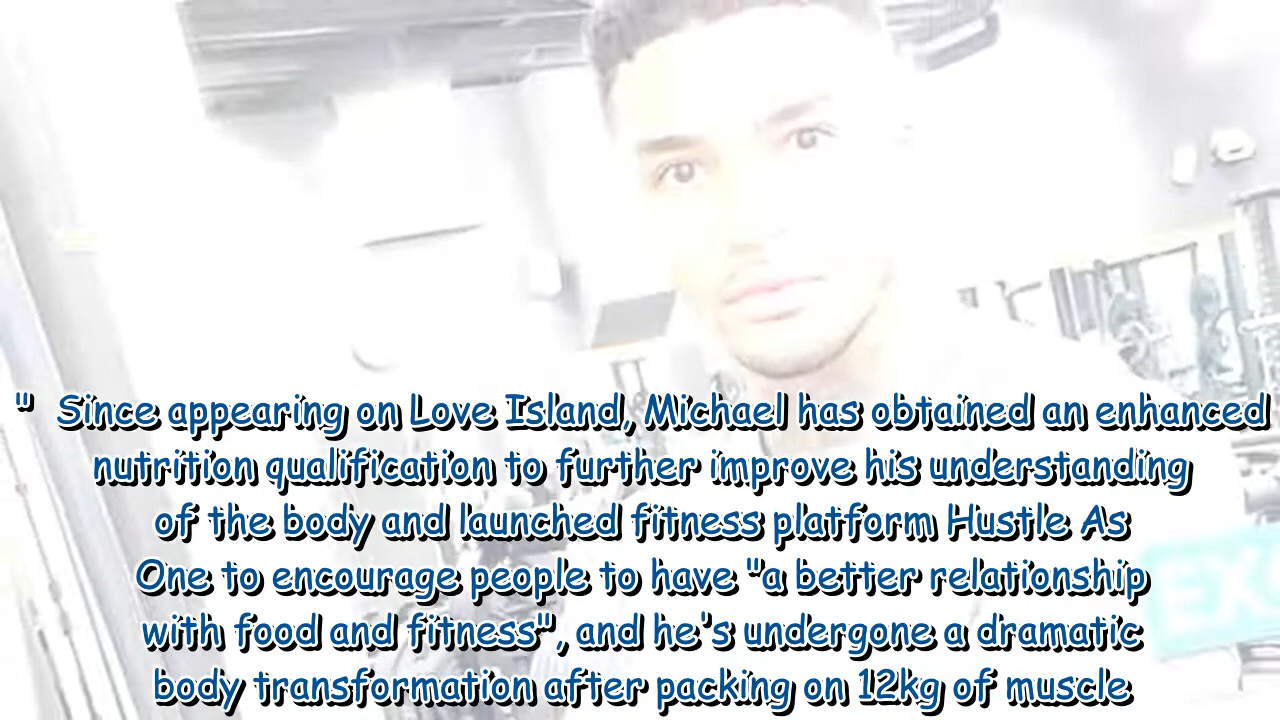 " Since appearing on Love Island, Michael has obtained an enhanced
nutrition qualification to further improve his understanding
of the body and launched fitness platform Hustle As
One to encourage people to have "a better relationship
with food and fitness", and he's undergone a dramatic
body transformation after packing on 12kg of muscle